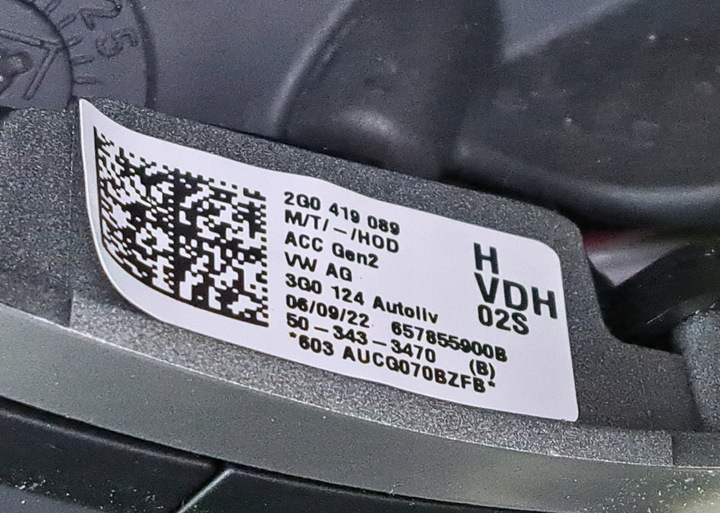 25
2G0 419 089
M/T/-/HOD
ACC Gen2
VW AG
3G0 124 Autoliv
06/09/22 657855900B
50-343-3470 (B)
*603 AUCG070BZFB*
H
VDH
02S